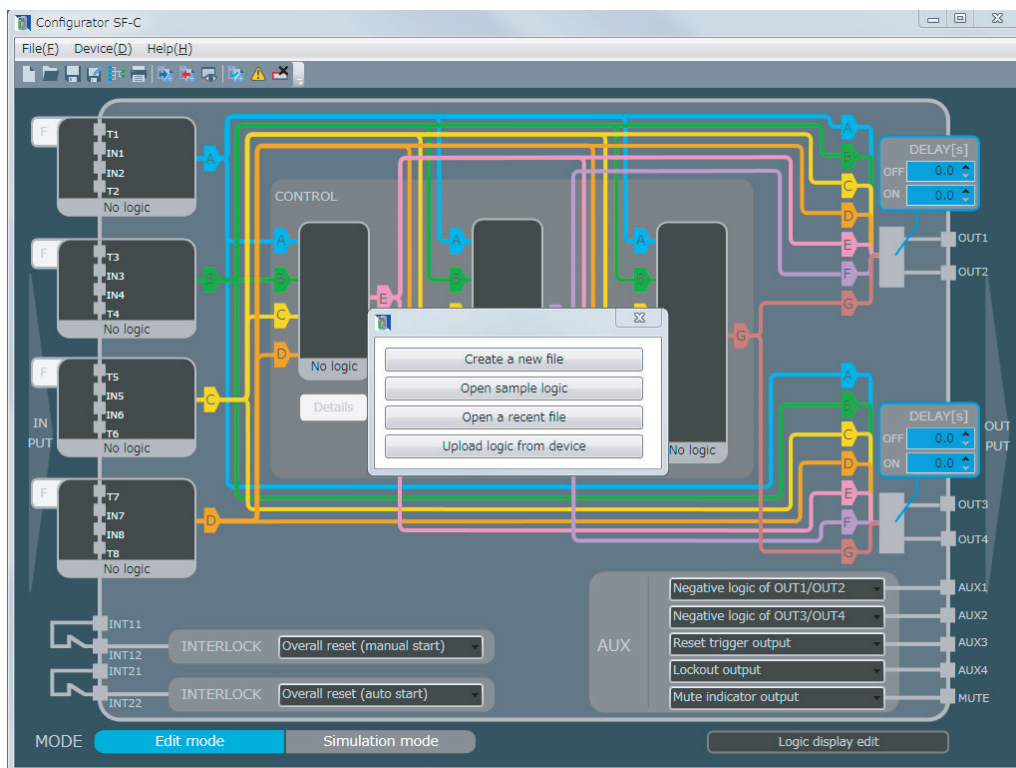 Configurator SF-C
File(F) Device(D) Help(H)
F
T1
IN1
IN2
T2
No logic
A
F
T3
IN3
IN4
T4
No logic
B
F
T5
IN5
IN6
T6
No logic
C
IN
PUT
F
T7
IN7
IN8
T8
No logic
D
CONTROL
A
B
C
D
No logic
Details
E
A
B
C
A
B
C
No logic
G
Create a new file
Open sample logic
Open a recent file
Upload logic from device
A
B
C
D
E
F
G
DELAY[s]
OFF 0.0
ON 0.0
OUT1
OUT2
A
B
C
D
E
F
G
DELAY[s]
OFF 0.0
ON 0.0
OUT
PUT
OUT3
OUT4
INT11
INT12
INT21
INT22
INTERLOCK Overall reset (manual start)
INTERLOCK Overall reset (auto start)
AUX
Negative logic of OUT1/OUT2 AUX1
Negative logic of OUT3/OUT4 AUX2
Reset trigger output AUX3
Lockout output AUX4
Mute indicator output MUTE
MODE Edit mode Simulation mode Logic display edit